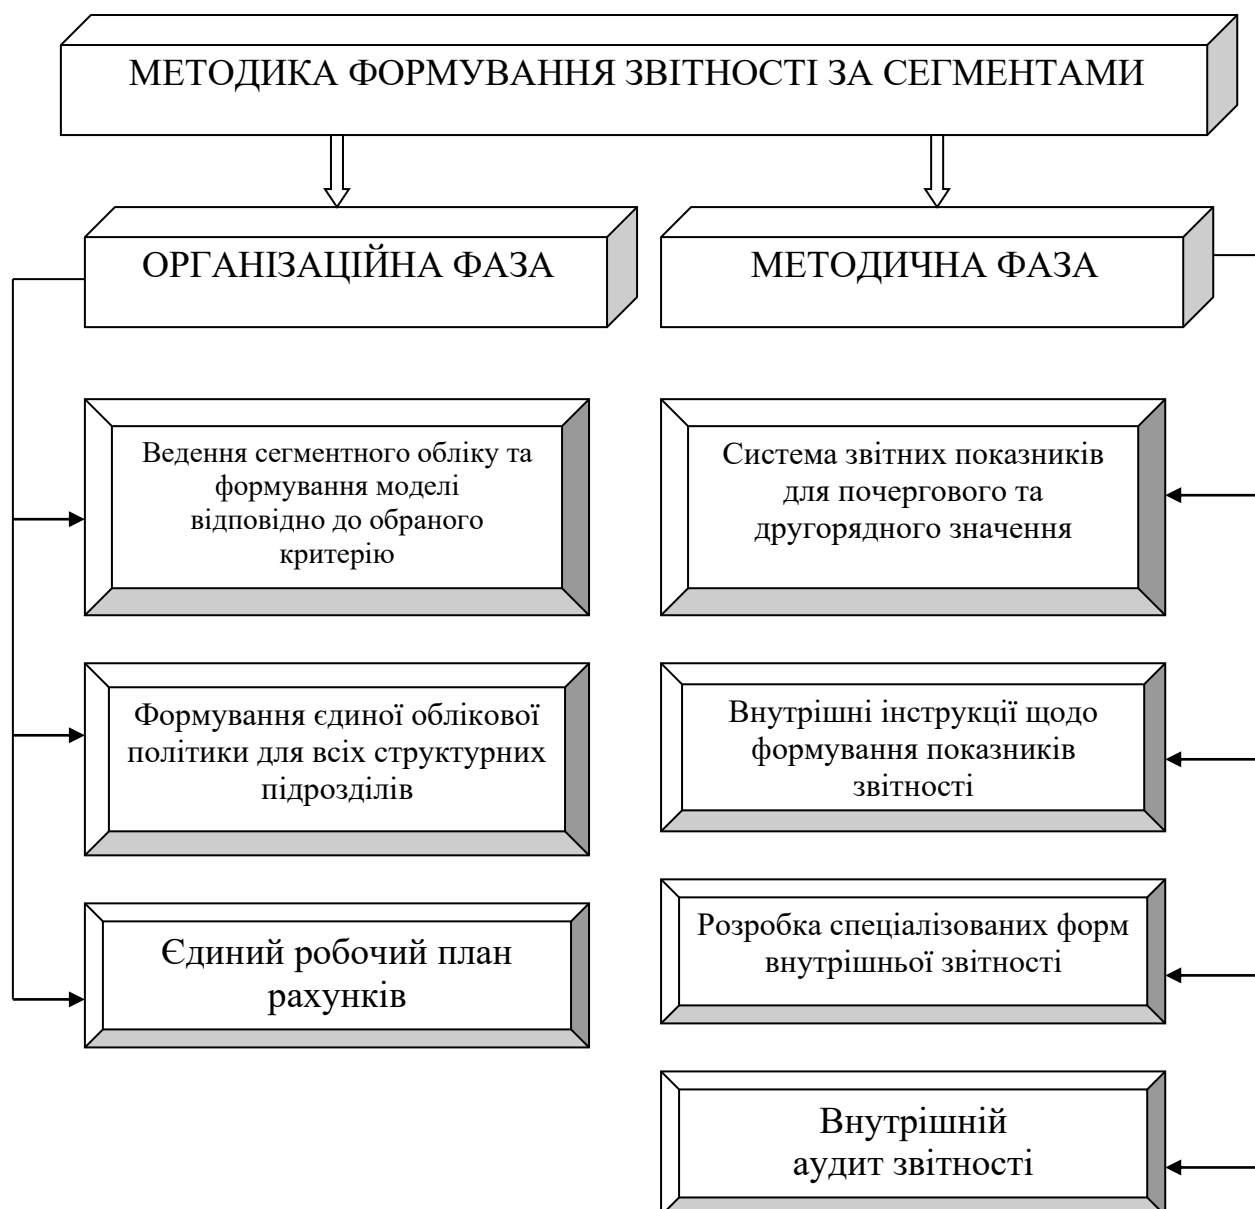 МЕТОДИКА ФОРМУВАННЯ ЗВІТНОСТІ ЗА СЕГМЕНТАМИ
ОРГАНІЗАЦІЙНА ФАЗА
МЕТОДИЧНА ФАЗА
Ведення сегментного обліку та
формування моделі
відповідно до обраного
критерію
Формування єдиної облікової
політики для всіх структурних
підрозділів
Єдиний робочий план
рахунків
Система звітних показників
для почергового та
другорядного значення
Внутрішні інструкції щодо
формування показників
звітності
Розробка спеціалізованих форм
внутрішньої звітності
Внутрішній
аудит звітності